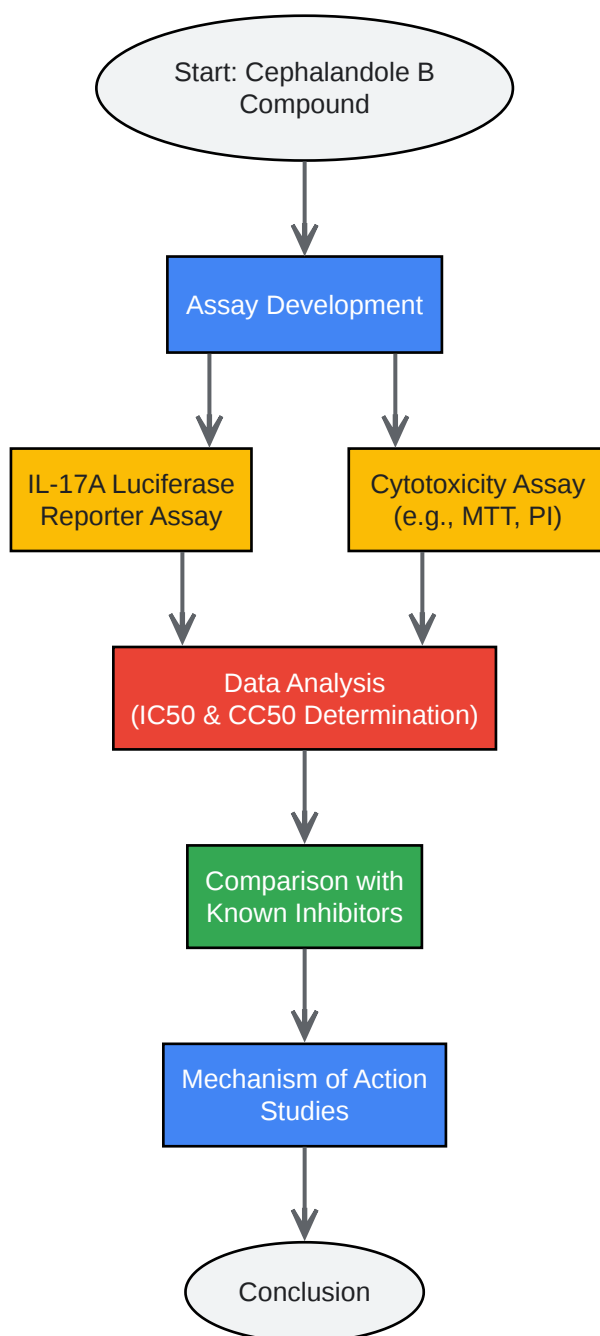 Start: Cephalandole B
Compound
Assay Development
IL-17A Luciferase
Reporter Assay
Cytotoxicity Assay
(e.g., MTT, PI)
Data Analysis
(IC50 & CC50 Determination)
Comparison with
Known Inhibitors
Mechanism of Action
Studies
Conclusion